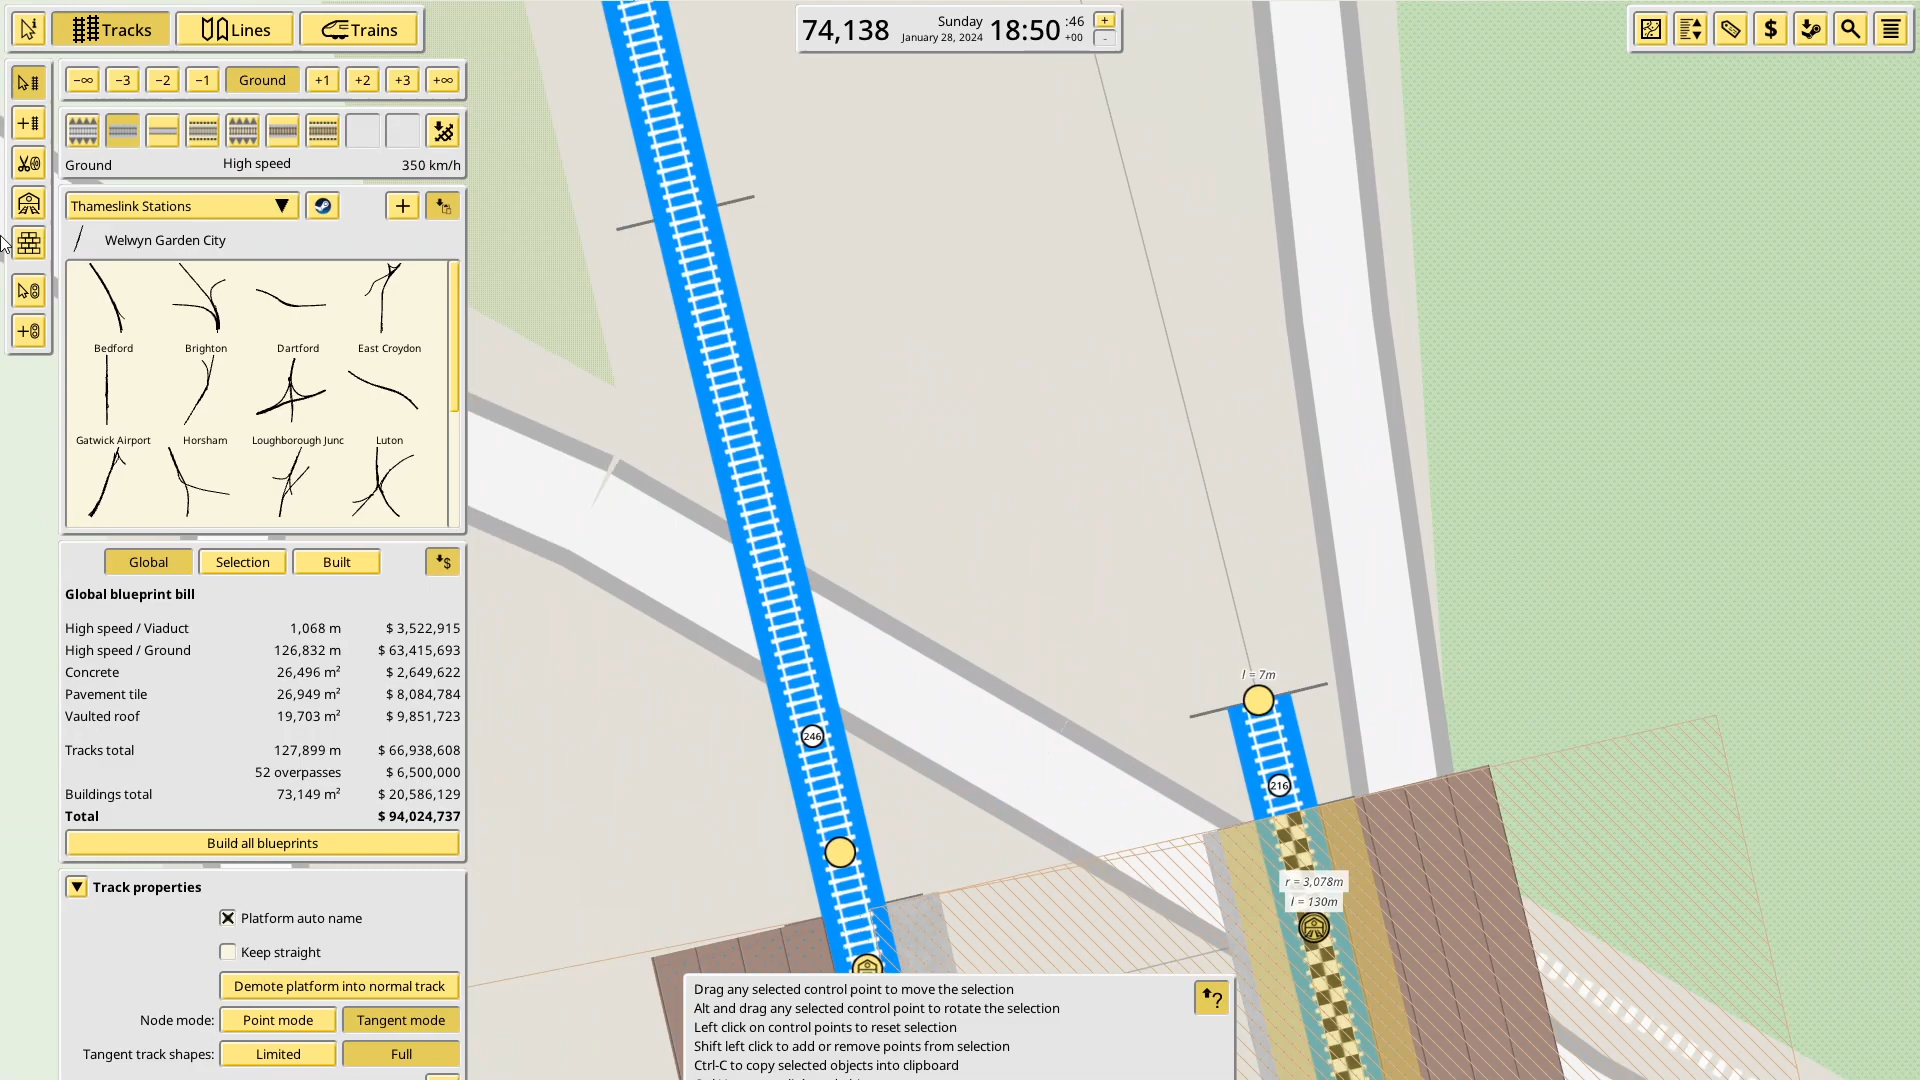 Tracks
Lines
Trains
74,138
Sunday
January 28, 2024
18:50
:46
+00
+
-
−∞
−3
−2
−1
Ground
+1
+2
+3
+∞
Ground
High speed
350 km/h
Thameslink Stations
Welwyn Garden City
Bedford
Brighton
Dartford
East Croydon
Gatwick Airport
Horsham
Loughborough Junc
Luton
Global
Selection
Built
Global blueprint bill
High speed / Viaduct 1,068 m $ 3,522,915
High speed / Ground 126,832 m $ 63,415,693
Concrete 26,496 m² $ 2,649,622
Pavement tile 26,949 m² $ 8,084,784
Vaulted roof 19,703 m² $ 9,851,723
Tracks total 127,899 m $ 66,938,608
52 overpasses $ 6,500,000
Buildings total 73,149 m² $ 20,586,129
Total $ 94,024,737
Build all blueprints
Track properties
Platform auto name
Keep straight
Demote platform into normal track
Node mode: Point mode Tangent mode
Tangent track shapes: Limited Full
l = 7m
246
216
r = 3,078m
l = 130m
Drag any selected control point to move the selection
Alt and drag any selected control point to rotate the selection
Left click on control points to reset selection
Shift left click to add or remove points from selection
Ctrl-C to copy selected objects into clipboard